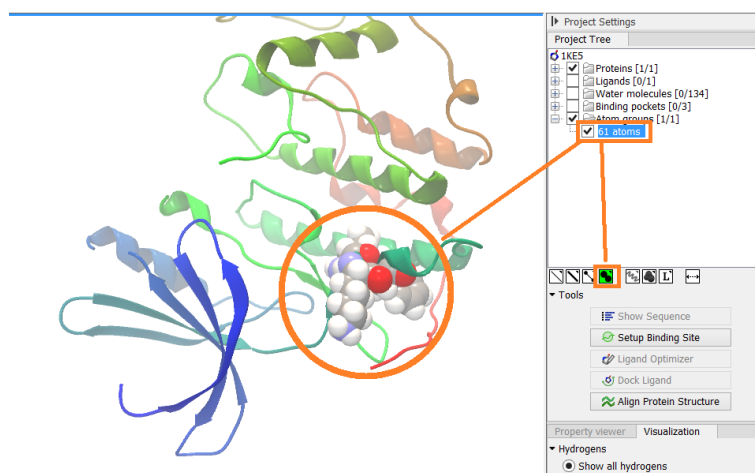 Project Settings
Project Tree
1KE5
Proteins [1/1]
Ligands [0/1]
Water molecules [0/134]
Binding pockets [0/3]
Atom groups [1/1]
61 atoms
L
Tools
Show Sequence
Setup Binding Site
Ligand Optimizer
Dock Ligand
Align Protein Structure
Property viewer Visualization
Hydrogens
Show all hydrogens